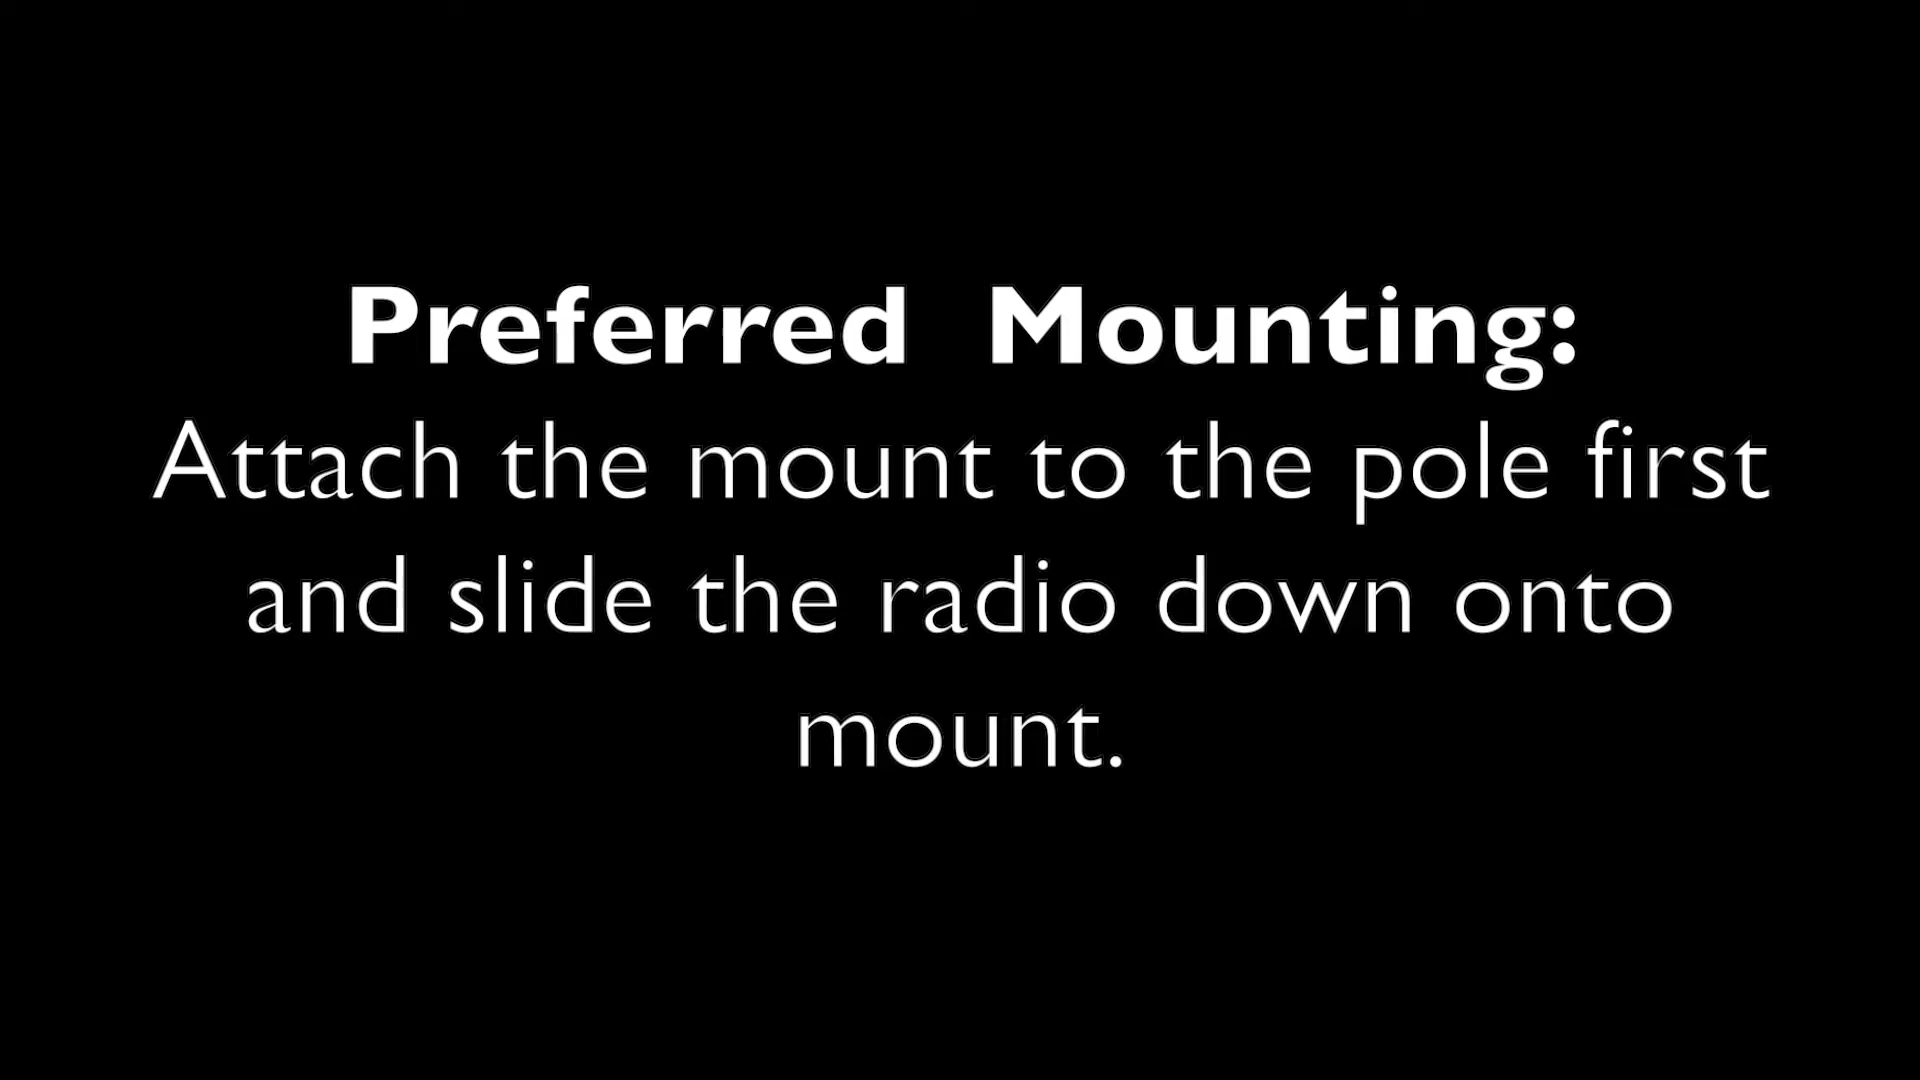 Preferred Mounting:
Attach the mount to the pole first
and slide the radio down onto
mount.